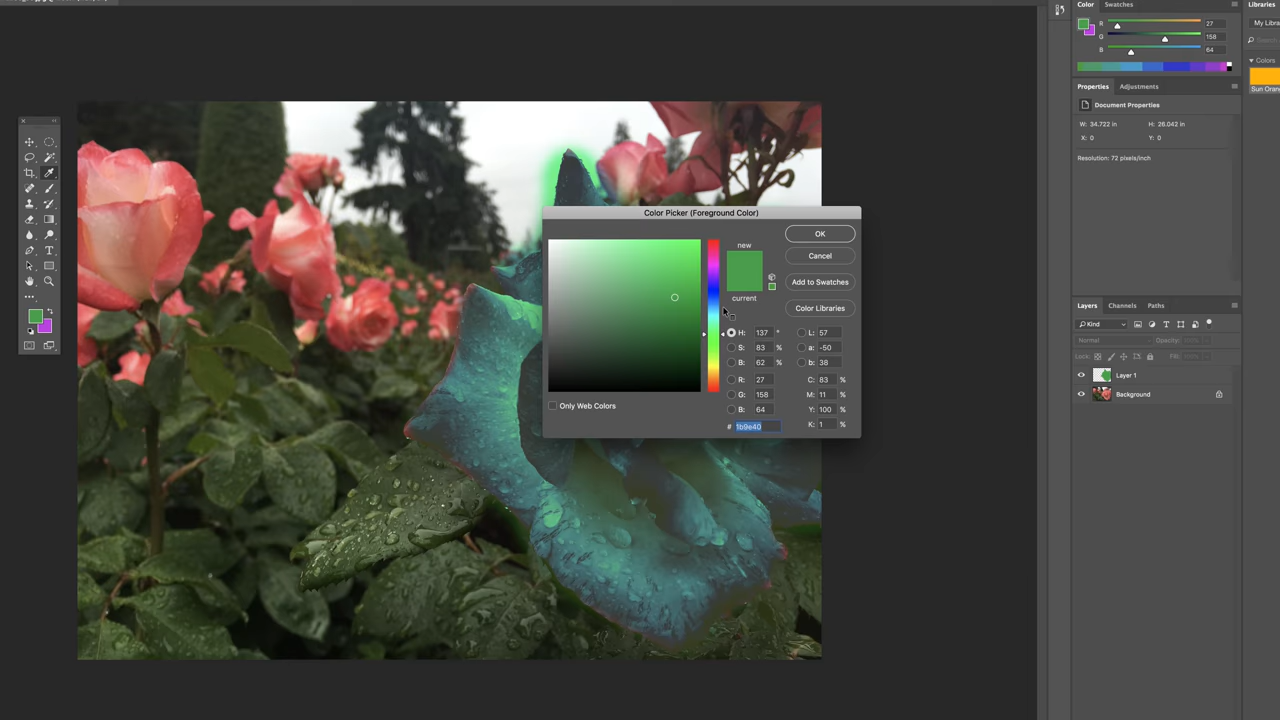 Color
Swatches
Libraries
R
27
G
158
B
64
My Libra
Colors
Sun Oran
Properties
Adjustments
Document Properties
W: 34.722 in
H: 26.042 in
X: 0
Y: 0
Resolution: 72 pixels/inch
Color Picker (Foreground Color)
new
current
OK
Cancel
Add to Swatches
Color Libraries
H: 137 °
S: 83 %
B: 62 %
R: 27
G: 158
B: 64
# 1b9e40
L: 57
a: -50
b: 38
C: 83 %
M: 11 %
Y: 100 %
K: 1 %
Only Web Colors
Layers
Channels
Paths
Kind
Normal
Opacity:
Lock:
Fill:
Layer 1
Background